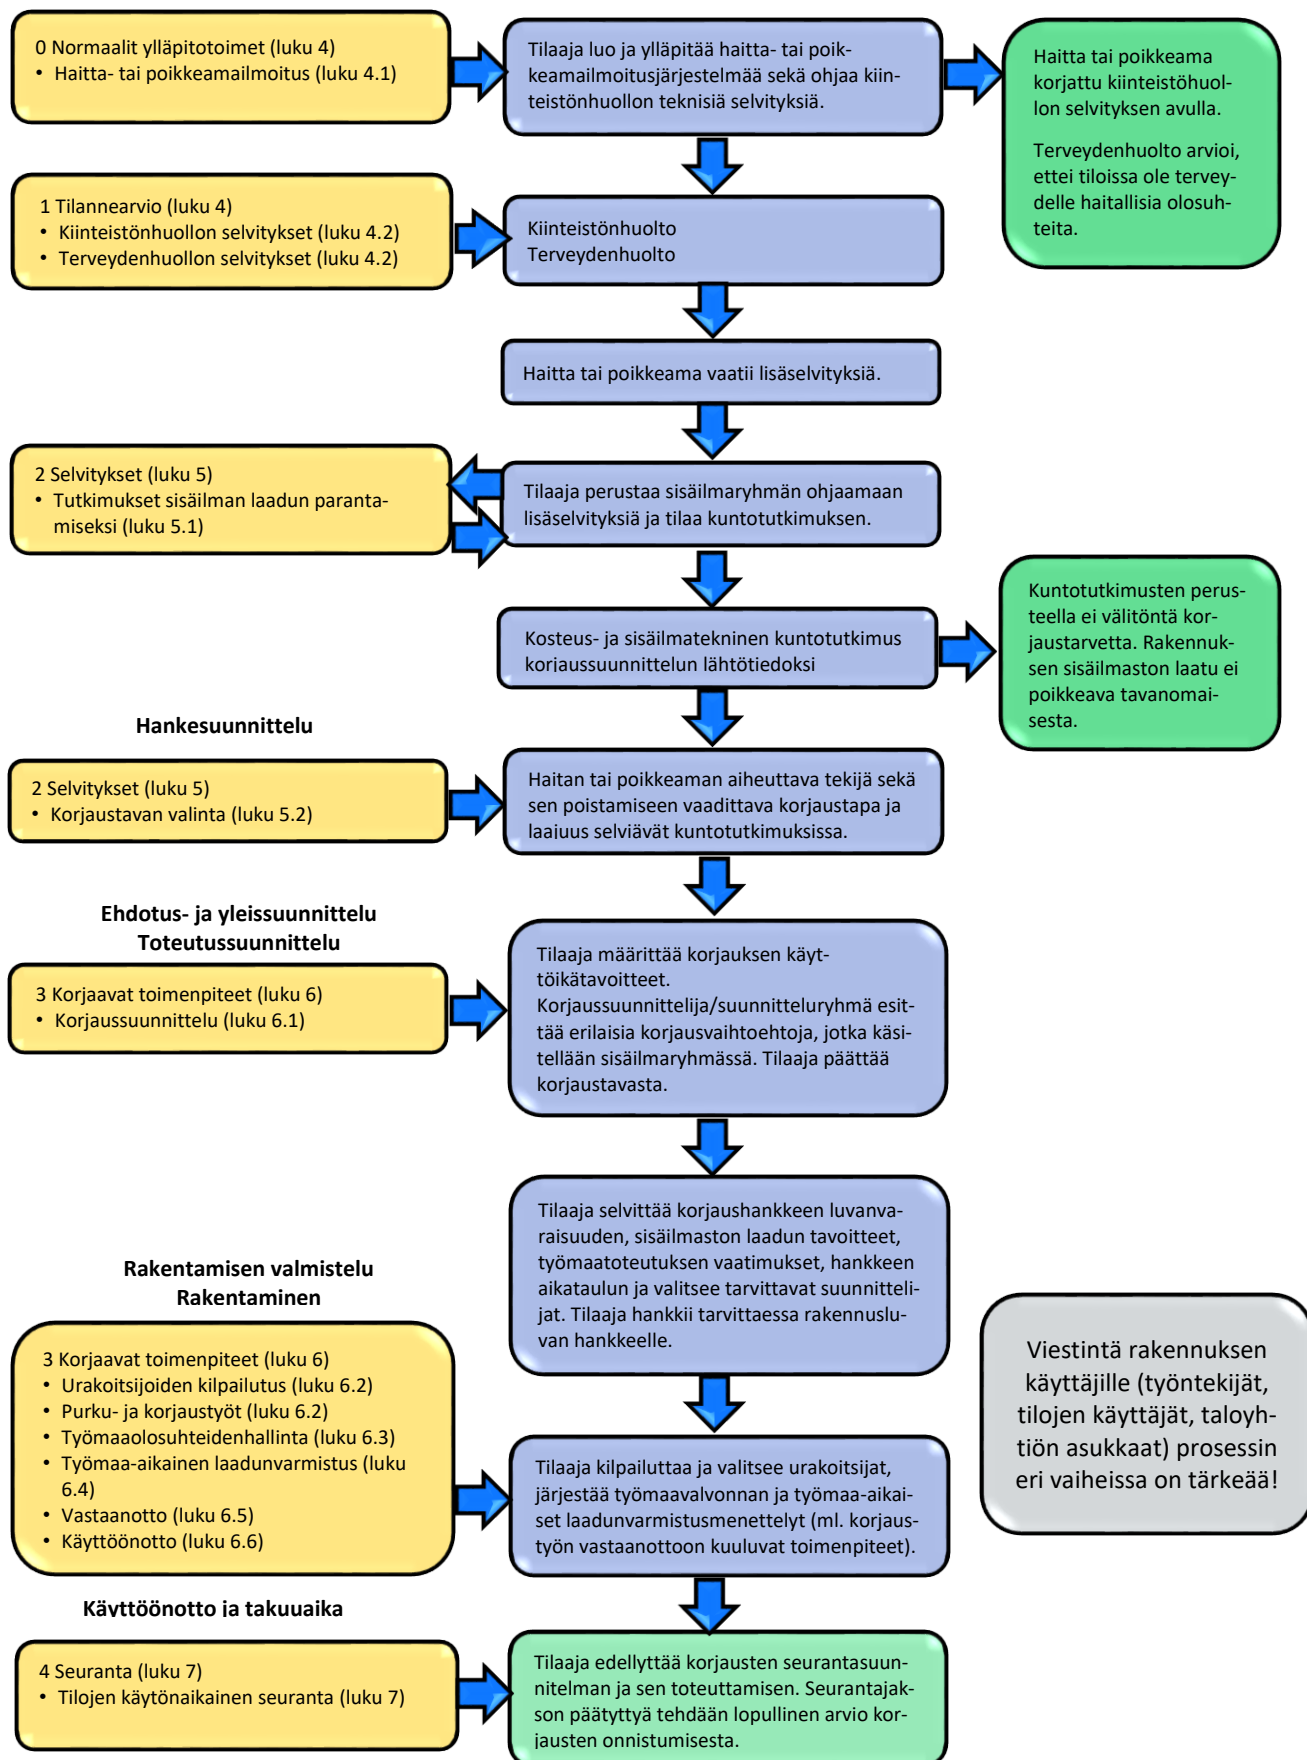 0 Normaalit ylläpitotoimet (luku 4)
• Haitta- tai poikkeamailmoitus (luku 4.1)
Tilaaja luo ja ylläpitää haitta- tai poik-
keamailmoitusjärjestelmää sekä ohjaa kiin-
teistönhuollon teknisiä selvityksiä.
Haitta tai poikkeama
korjattu kiinteistöhuol-
lon selvityksen avulla.
Terveydenhuolto arvioi,
ettei tiloissa ole tervey-
delle haitallisia olosuh-
teita.
1 Tilannearvio (luku 4)
• Kiinteistönhuollon selvitykset (luku 4.2)
• Terveydenhuollon selvitykset (luku 4.2)
Kiinteistönhuolto
Terveydenhuolto
Haitta tai poikkeama vaatii lisäselvityksiä.
2 Selvitykset (luku 5)
• Tutkimukset sisäilman laadun paranta-
miseksi (luku 5.1)
Tilaaja perustaa sisäilmaryhmän ohjaamaan
lisäselvityksiä ja tilaa kuntotutkimuksen.
Kosteus- ja sisäilmatekninen kuntotutkimus
korjaussuunnittelun lähtötiedoksi
Kuntotutkimusten perus-
teella ei välitöntä kor-
jaustarvetta. Rakennuk-
sen sisäilmaston laatu ei
poikkeava tavanomai-
sesta.
Hankesuunnittelu
2 Selvitykset (luku 5)
• Korjaustavan valinta (luku 5.2)
Haitan tai poikkeaman aiheuttava tekijä sekä
sen poistamiseen vaadittava korjaustapa ja
laajuus selviävät kuntotutkimuksissa.
Ehdotus- ja yleissuunnittelu
Toteutussuunnittelu
3 Korjaavat toimenpiteet (luku 6)
• Korjaussuunnittelu (luku 6.1)
Tilaaja määrittää korjauksen käyt-
töikätavoitteet.
Korjaussuunnittelija/suunnitteluryhmä esit-
tää erilaisia korjausvaihtoehtoja, jotka käsi-
tellään sisäilmaryhmässä. Tilaaja päättää
korjaustavasta.
Tilaaja selvittää korjaushankkeen luvanva-
raisuuden, sisäilmaston laadun tavoitteet,
työmaatoteutuksen vaatimukset, hankkeen
aikataulun ja valitsee tarvittavat suunnitteli-
jat. Tilaaja hankkii tarvittaessa rakennuslu-
van hankkeelle.
Rakentamisen valmistelu
Rakentaminen
3 Korjaavat toimenpiteet (luku 6)
• Urakoitsijoiden kilpailutus (luku 6.2)
• Purku- ja korjaustyöt (luku 6.2)
• Työmaaolosuhteidenhallinta (luku 6.3)
• Työmaa-aikainen laadunvarmistus (luku
6.4)
• Vastaanotto (luku 6.5)
• Käyttöönotto (luku 6.6)
Tilaaja kilpailuttaa ja valitsee urakoitsijat,
järjestää työmaavalvonnan ja työmaa-aikai-
set laadunvarmistusmenettelyt (ml. korjaus-
työn vastaanottoon kuuluvat toimenpiteet).
Viestintä rakennuksen
käyttäjille (työntekijät,
tilojen käyttäjät, taloyh-
tiön asukkaat) prosessin
eri vaiheissa on tärkeää!
Käyttöönotto ja takuuaika
4 Seuranta (luku 7)
• Tilojen käytönaikainen seuranta (luku 7)
Tilaaja edellyttää korjausten seurantasuun-
nitelman ja sen toteuttamisen. Seurantajak-
son päätyttyä tehdään lopullinen arvio kor-
jausten onnistumisesta.